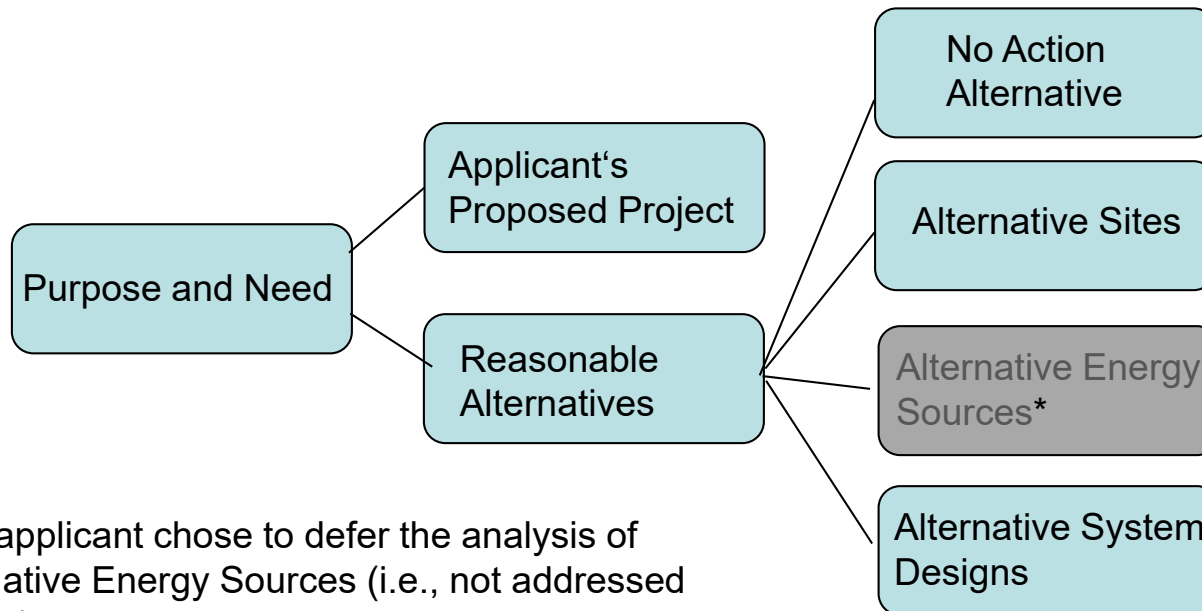 No Action
Alternative
Applicant‘s
Proposed Project
Alternative Sites
Purpose and Need
Reasonable
Alternatives
Alternative Energy
Sources*
Alternative System
Designs
applicant chose to defer the analysis of
native Energy Sources (i.e., not addressed